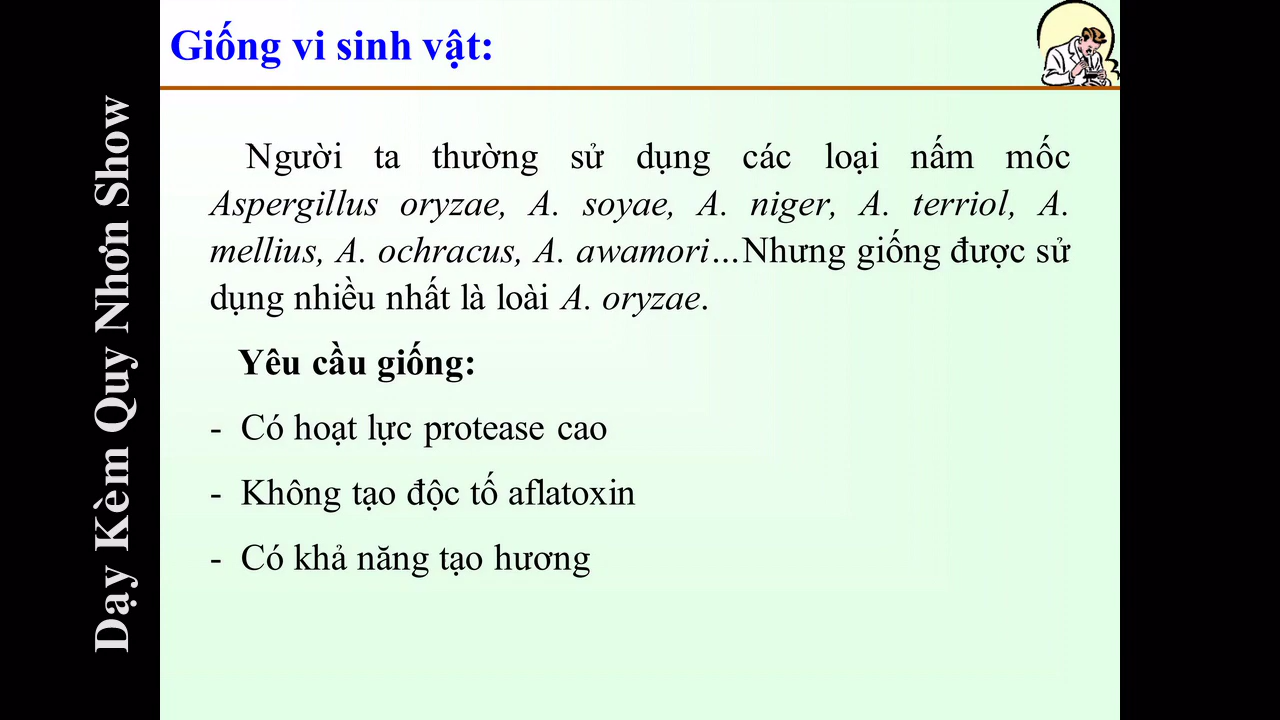 Giống vi sinh vật:
Người ta thường sử dụng các loại nấm mốc
Aspergillus oryzae, A. soyae, A. niger, A. terriol, A.
mellius, A. ochracus, A. awamori…Nhưng giống được sử
dụng nhiều nhất là loài A. oryzae.
Yêu cầu giống:
- Có hoạt lực protease cao
- Không tạo độc tố aflatoxin
- Có khả năng tạo hương
Dạy Kèm Quy Nhơn Show